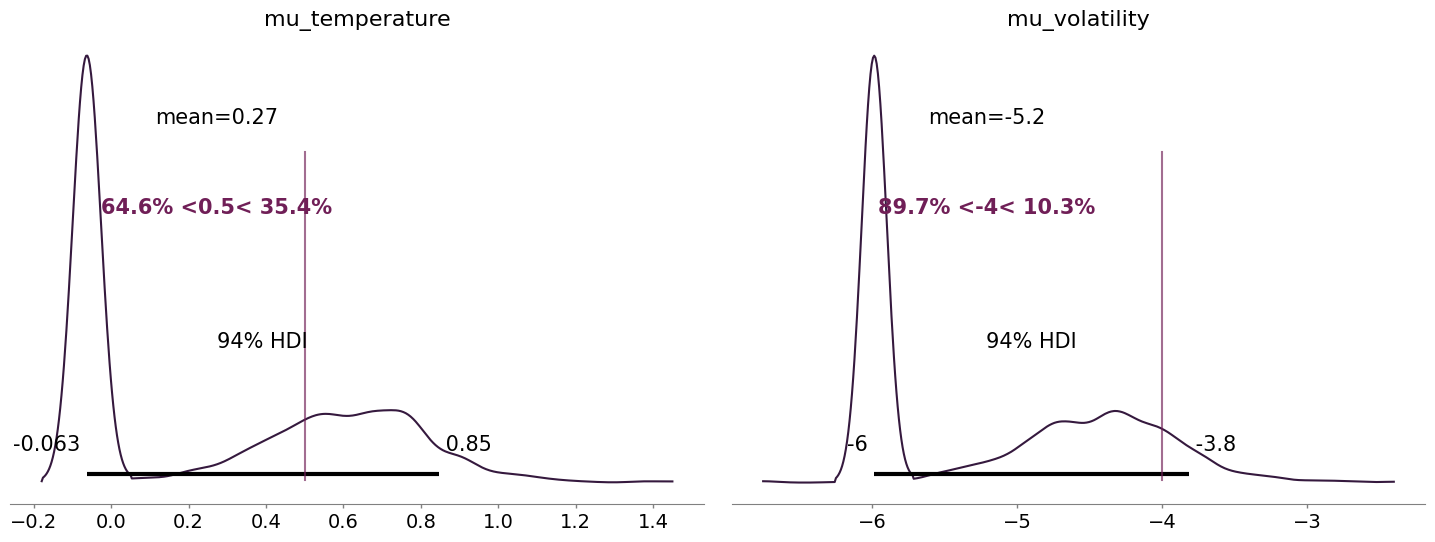 mu_temperature
mean=0.27
64.6% <0.5< 35.4%
94% HDI
-0.063
0.85
−0.2 0.0 0.2 0.4 0.6 0.8 1.0 1.2 1.4
mu_volatility
mean=-5.2
89.7% <-4< 10.3%
94% HDI
-6
-3.8
−6 −5 −4 −3